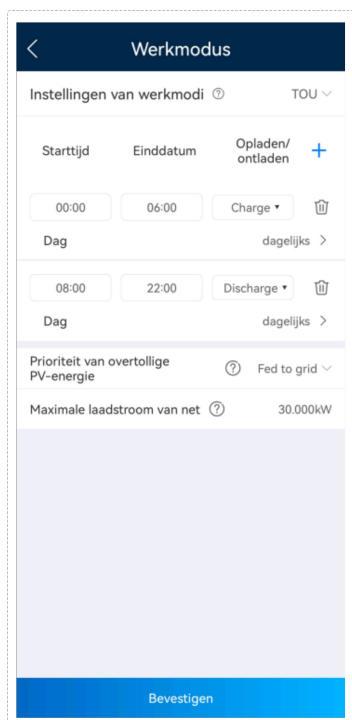 Werkmodus
Instellingen van werkmodi ? TOU
Starttijd Einddatum Opladen/
ontladen +
00:00 06:00 Charge
Dag dagelijks >
08:00 22:00 Discharge
Dag dagelijks >
Prioriteit van overtollige
PV-energie ? Fed to grid
Maximale laadstroom van net ? 30.000kW
Bevestigen